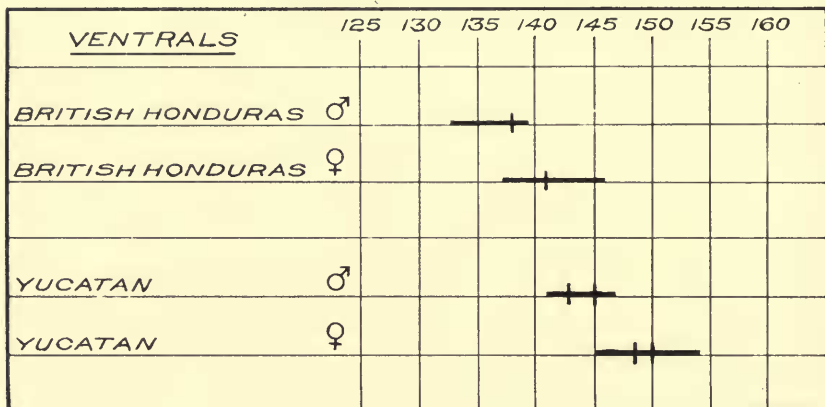 VENTRALS 125 130 135 140 145 150 155 160
BRITISH HONDURAS ♂
BRITISH HONDURAS ♀
YUCATAN ♂
YUCATAN ♀